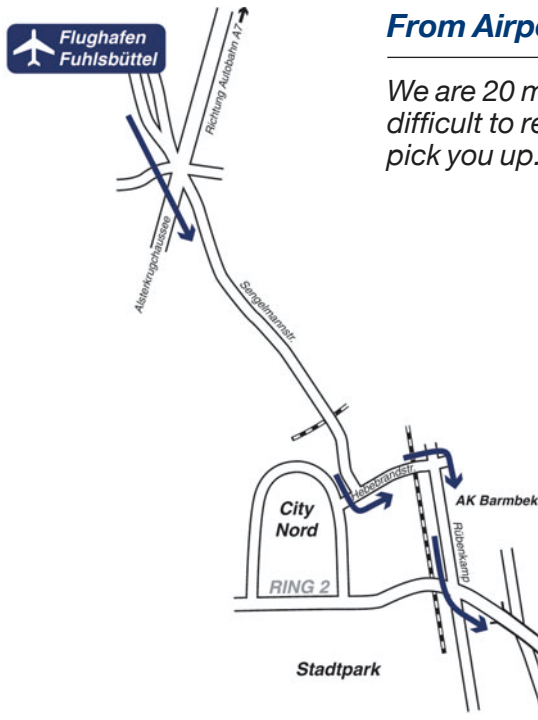 Flughafen
Fuhlsbüttel
Richtung Autobahn A7
From Airpo
We are 20 m
difficult to re
pick you up.
Alsterkrugchaussee
Sengelmannstr.
Hebebrandstr.
AK Barmbek
City
Nord
Rübenkamp
RING 2
Stadtpark